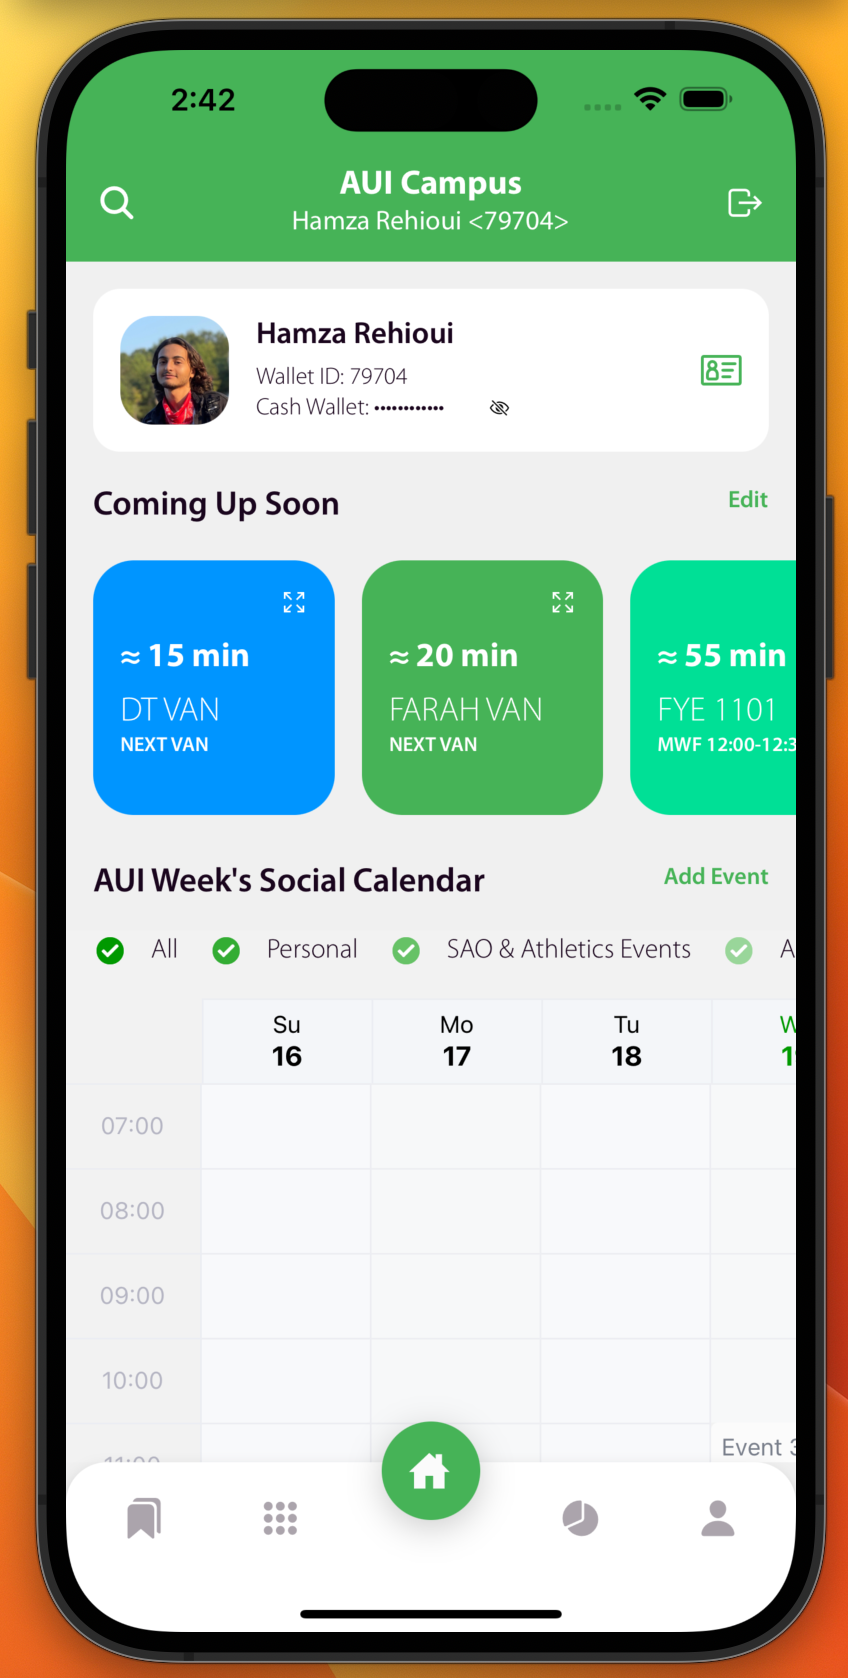 2:42
AUI Campus
Hamza Rehioui <79704>
Hamza Rehioui
Wallet ID: 79704
Cash Wallet: ••••••••••••
Coming Up Soon
Edit
≈ 15 min
DT VAN
NEXT VAN
≈ 20 min
FARAH VAN
NEXT VAN
≈ 55 min
FYE 1101
MWF 12:00-12:3
AUI Week's Social Calendar
Add Event
All
Personal
SAO & Athletics Events
A
Su
16
Mo
17
Tu
18
W
1
07:00
08:00
09:00
10:00
11:00
Event 3